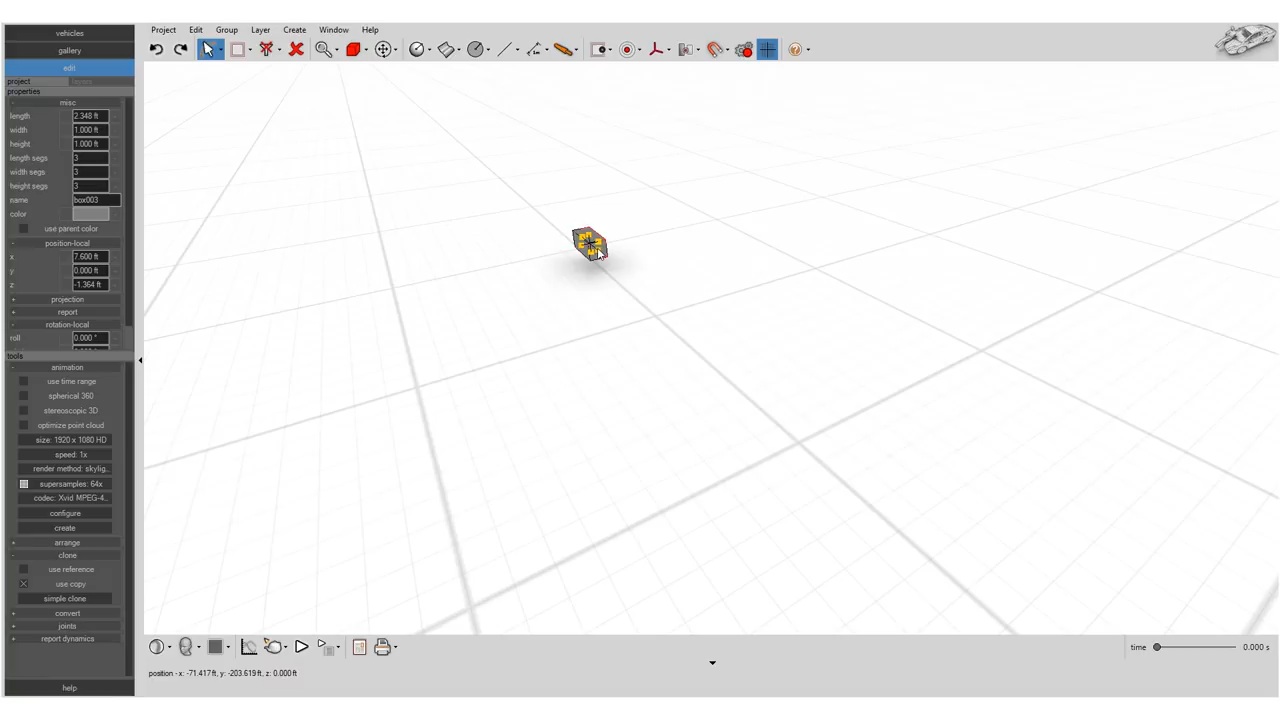 vehicles
gallery
edit
project
layers
properties
Project Edit Group Layer Create Window Help
misc
length 2.348 ft
width 1.000 ft
height 1.000 ft
length segs 3
width segs 3
height segs 3
name box003
color
use parent color
position-local
x 7.600 ft
y 0.000 ft
z -1.364 ft
projection
report
rotation-local
roll 0.000 °
tools
animation
use time range
spherical 360
stereoscopic 3D
optimize point cloud
size: 1920 x 1080 HD
speed: 1x
render method: skylig...
supersamples: 64x
codec: Xvid MPEG-4...
configure
create
arrange
clone
use reference
use copy
simple clone
convert
joints
report dynamics
help
time 0.000 s
position - x: -71.417 ft, y: -203.619 ft, z: 0.000 ft